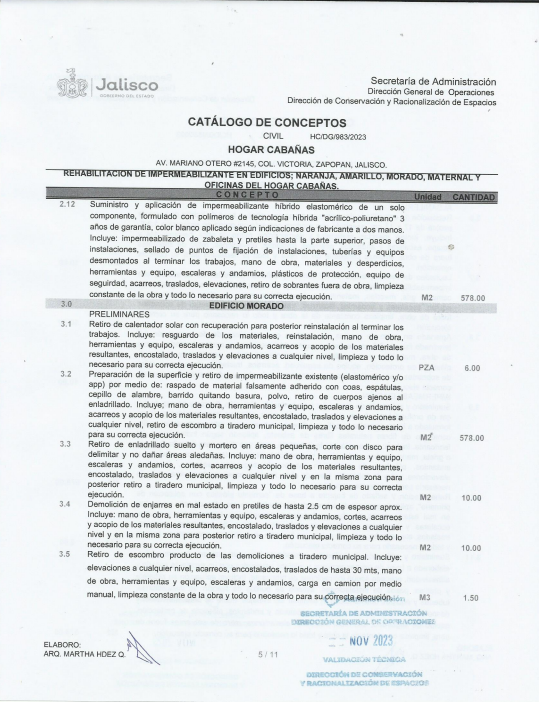 Jalisco
GOBIERNO DEL ESTADO
Secretaría de Administración
Dirección General de Operaciones
Dirección de Conservación y Racionalización de Espacios
CATÁLOGO DE CONCEPTOS
CIVIL HC/DG/983/2023
HOGAR CABAÑAS
AV. MARIANO OTERO #2145, COL. VICTORIA, ZAPOPAN, JALISCO.
REHABILITACION DE IMPERMEABILIZANTE EN EDIFICIOS; NARANJA, AMARILLO, MORADO, MATERNAL Y
OFICINAS DEL HOGAR CABAÑAS.
CONCEPTO Unidad CANTIDAD
2.12 Suministro y aplicación de impermeabilizante híbrido elastomérico de un solo
componente, formulado con polimeros de tecnología híbrida "acrílico-poliuretano" 3
años de garantía, color blanco aplicado según indicaciones de fabricante a dos manos.
Incluye: impermeabilizado de zabaleta y pretiles hasta la parte superior, pasos de
instalaciones, sellado de puntos de fijación de instalaciones, tuberías y equipos
desmontados al terminar los trabajos, mano de obra, materiales y desperdicios,
herramientas y equipo, escaleras y andamios, plásticos de protección, equipo de
seguirdad, acarreos, traslados, elevaciones, retiro de sobrantes fuera de obra, limpieza
constante de la obra y todo lo necesario para su correcta ejecución. M2 578.00
3.0 EDIFICIO MORADO
PRELIMINARES
3.1 Retiro de calentador solar con recuperación para posterior reinstalación al terminar los
trabajos. Incluye: resguardo de los materiales, reinstalación, mano de obra,
herramientas y equipo, escaleras y andamios, acarreos y acopio de los materiales
resultantes, encostalado, traslados y elevaciones a cualquier nivel, limpieza y todo lo
necesario para su correcta ejecución. PZA 6.00
3.2 Preparación de la superficie y retiro de impermeabilizante existente (elastomérico y/o
app) por medio de: raspado de material falsamente adherido con coas, espátulas,
cepillo de alambre, barrido quitando basura, polvo, retiro de cuerpos ajenos al
enladrillado. Incluye; mano de obra, herramientas y equipo, escaleras y andamios,
acarreos y acopio de los materiales resultantes, encostalado, traslados y elevaciones a
cualquier nivel, retiro de escombro a tiradero municipal, limpieza y todo lo necesario
para su correcta ejecución. M2 578.00
3.3 Retiro de enladrillado suelto y mortero en áreas pequeñas, corte con disco para
delimitar y no dañar áreas aledañas. Incluye: mano de obra, herramientas y equipo,
escaleras y andamios, cortes, acarreos y acopio de los materiales resultantes,
encostalado, traslados y elevaciones a cualquier nivel y en la misma zona para
posterior retiro a tiradero municipal, limpieza y todo lo necesario para su correcta
ejecución. M2 10.00
3.4 Demolición de enjarres en mal estado en pretiles de hasta 2.5 cm de espesor aprox.
Incluye: mano de obra, herramientas y equipo, escaleras y andamios, cortes, acarreos
y acopio de los materiales resultantes, encostalado, traslados y elevaciones a cualquier
nivel y en la misma zona para posterior retiro a tiradero municipal, limpieza y todo lo
necesario para su correcta ejecución. M2 10.00
3.5 Retiro de escombro producto de las demoliciones a tiradero municipal. Incluye:
elevaciones a cualquier nivel, acarreos, encostalados, traslados de hasta 30 mts, mano
de obra, herramientas y equipo, escaleras y andamios, carga en camion por medio
manual, limpieza constante de la obra y todo lo necesario para su correcta ejecución. M3 1.50
SECRETARÍA DE ADMINISTRACIÓN
DIRECCIÓN GENERAL DE OPERACIONES
NOV 2023
VALIDACIÓN TÉCNICA
DIRECCIÓN DE CONSERVACIÓN
Y RACIONALIZACIÓN DE ESPACIOS
ELABORO:
ARQ. MARTHA HDEZ Q.
5 / 11